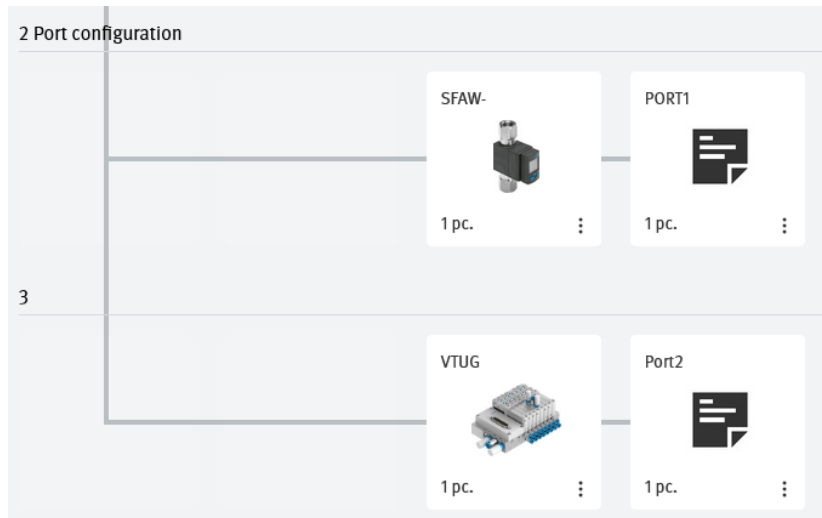 2 Port configuration
SFAW-
PORT1
1 pc.
1 pc.
3
VTUG
Port2
1 pc.
1 pc.